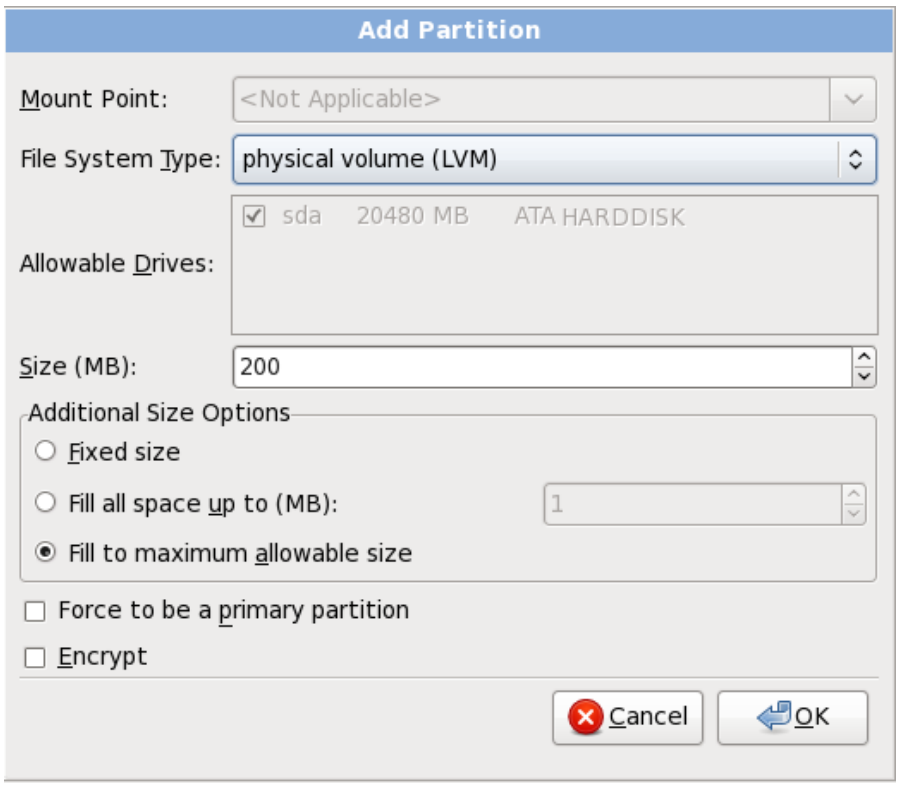 Add Partition
Mount Point: <Not Applicable>
File System Type: physical volume (LVM)
sda 20480 MB ATA HARDDISK
Allowable Drives:
Size (MB): 200
Additional Size Options
Fixed size
Fill all space up to (MB): 1
Fill to maximum allowable size
Force to be a primary partition
Encrypt
Cancel OK